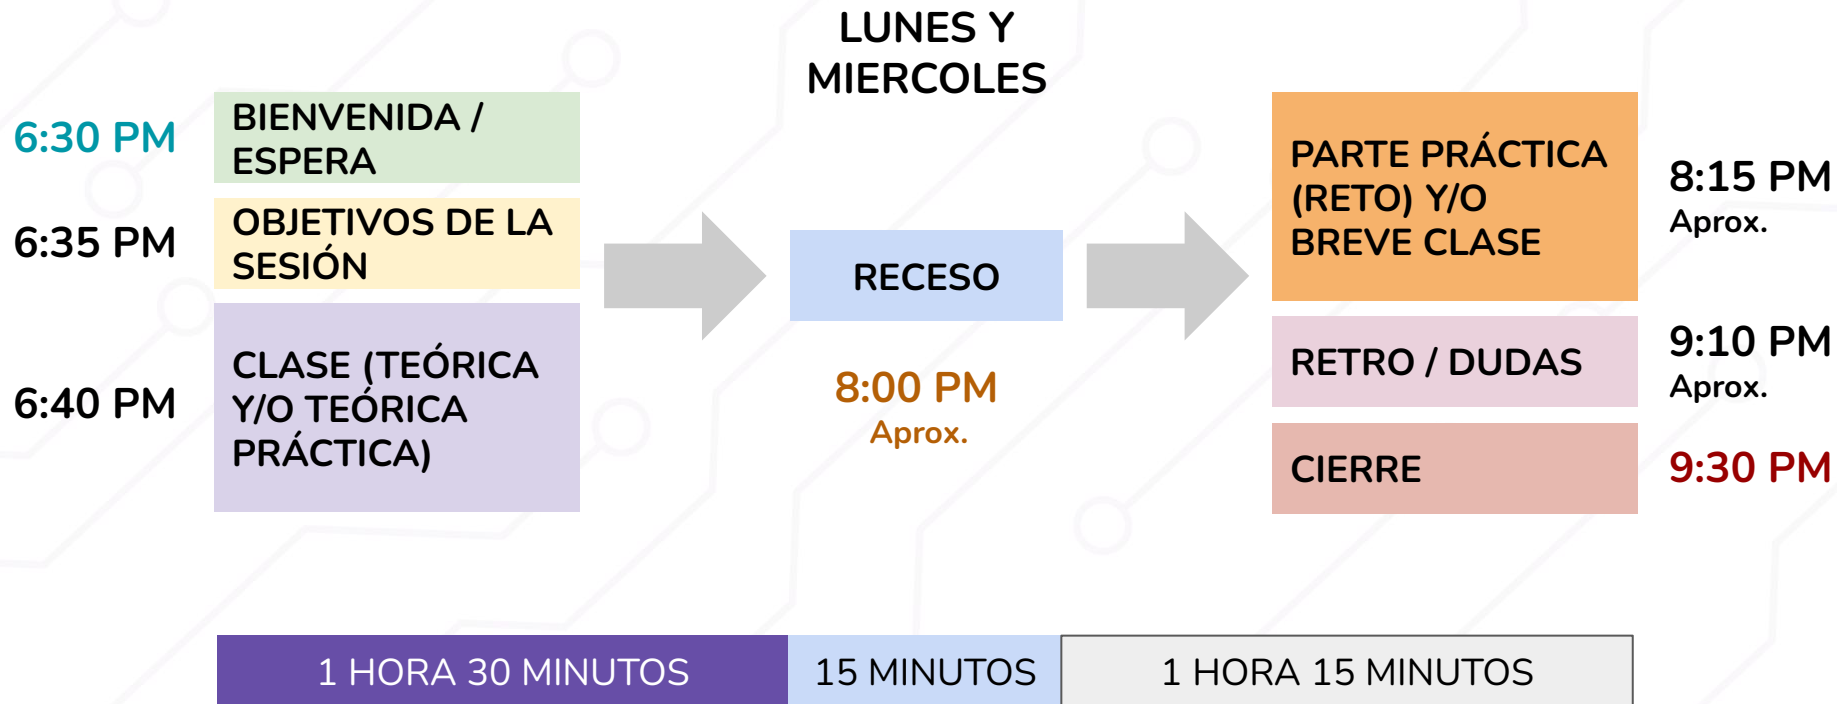 LUNES Y
MIERCOLES
6:30 PM
BIENVENIDA /
ESPERA
6:35 PM
OBJETIVOS DE LA
SESIÓN
6:40 PM
CLASE (TEÓRICA
Y/O TEÓRICA
PRÁCTICA)
RECESO
8:00 PM
Aprox.
PARTE PRÁCTICA
(RETO) Y/O
BREVE CLASE
8:15 PM
Aprox.
RETRO / DUDAS
9:10 PM
Aprox.
CIERRE
9:30 PM
1 HORA 30 MINUTOS
15 MINUTOS
1 HORA 15 MINUTOS